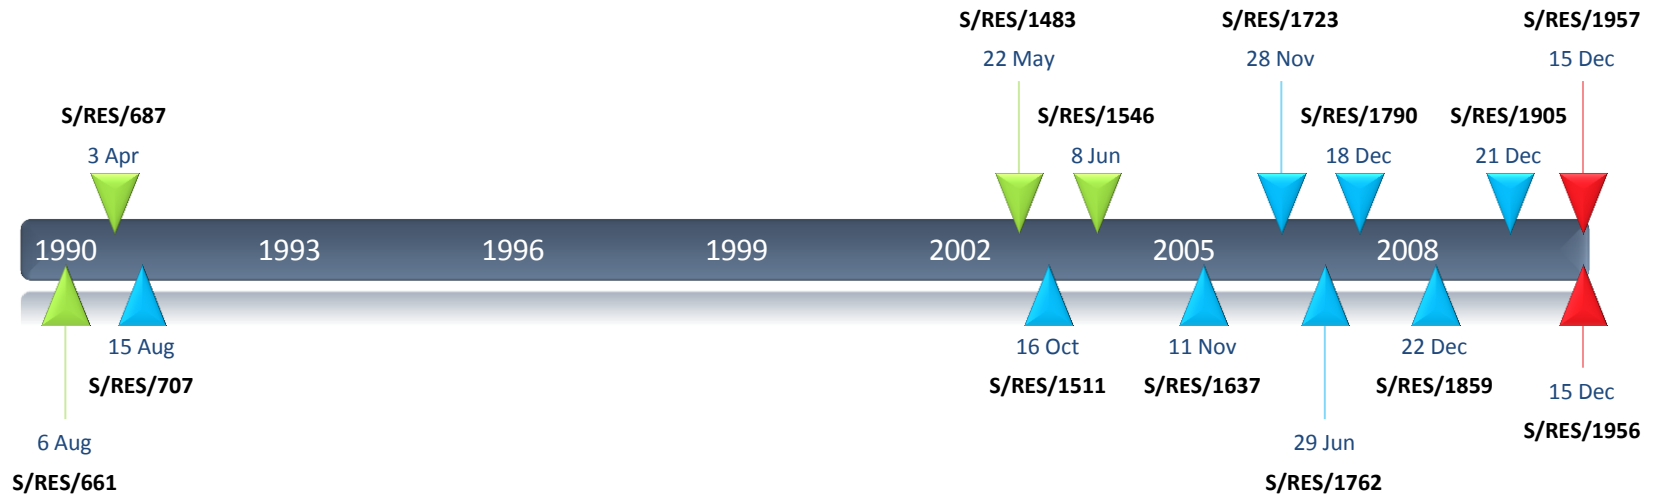 S/RES/1483
S/RES/1723
S/RES/1957
22 May
28 Nov
15 Dec
S/RES/687
S/RES/1546
S/RES/1790
S/RES/1905
3 Apr
8 Jun
18 Dec
21 Dec
1990
1993
1996
1999
2002
2005
2008
15 Aug
16 Oct
11 Nov
22 Dec
S/RES/707
S/RES/1511
S/RES/1637
S/RES/1859
15 Dec
S/RES/1956
6 Aug
29 Jun
S/RES/661
S/RES/1762